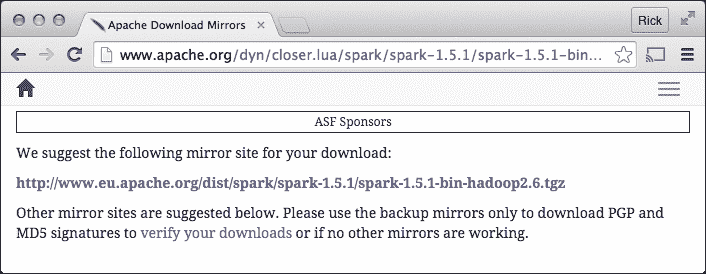 Apache Download Mirrors
Rick
www.apache.org/dyn/closer.lua/spark/spark-1.5.1/spark-1.5.1-bin...
ASF Sponsors
We suggest the following mirror site for your download:
http://www.eu.apache.org/dist/spark/spark-1.5.1/spark-1.5.1-bin-hadoop2.6.tgz
Other mirror sites are suggested below. Please use the backup mirrors only to download PGP and
MD5 signatures to verify your downloads or if no other mirrors are working.